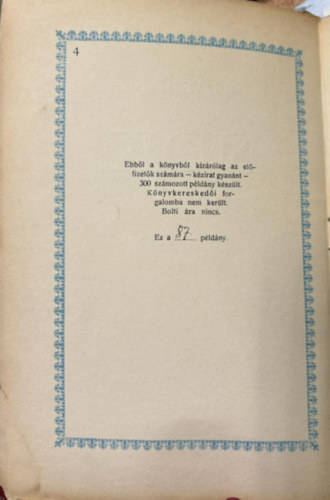 4
Ebből a könyvből kizárólag az elő-
fizetők számára — kézirat gyanánt —
300 számozott példány készült.
Könyvkereskedői for-
galomba nem került.
Bolti ára nincs.
Ez a 87 példány.